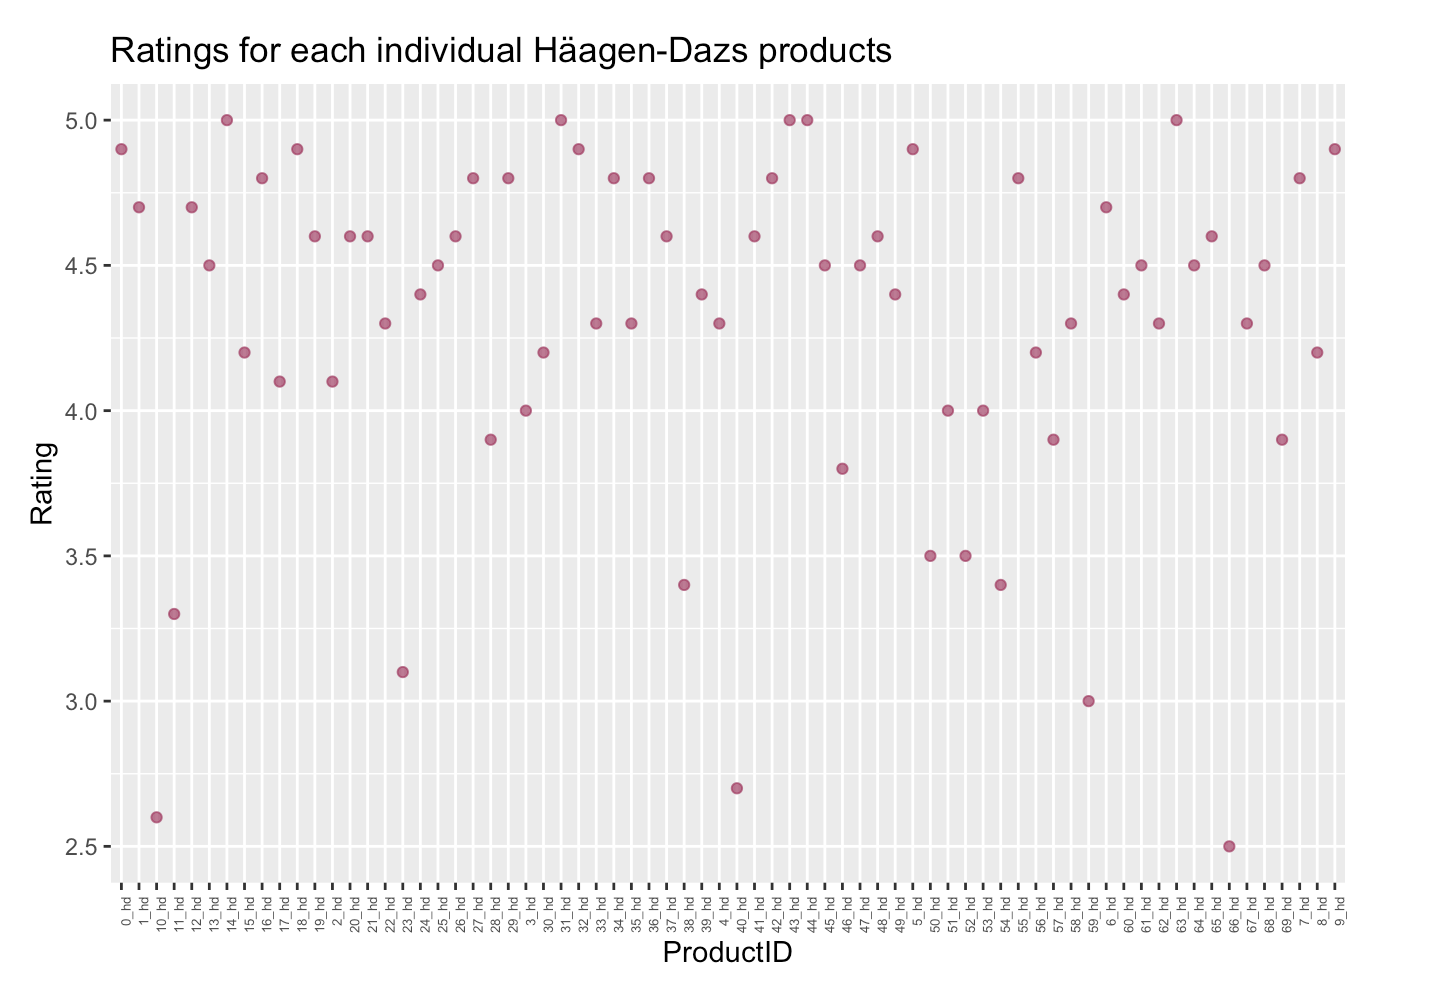 Ratings for each individual Häagen-Dazs products
Rating
5.0
4.5
4.0
3.5
3.0
2.5
0_hd 1_hd 10_hd 11_hd 12_hd 13_hd 14_hd 15_hd 16_hd 17_hd 18_hd 19_hd 2_hd 20_hd 21_hd 22_hd 23_hd 24_hd 25_hd 26_hd 27_hd 28_hd 29_hd 3_hd 30_hd 31_hd 32_hd 33_hd 34_hd 35_hd 36_hd 37_hd 38_hd 39_hd 4_hd 40_hd 41_hd 42_hd 43_hd 44_hd 45_hd 46_hd 47_hd 48_hd 49_hd 5_hd 50_hd 51_hd 52_hd 53_hd 54_hd 55_hd 56_hd 57_hd 58_hd 59_hd 6_hd 60_hd 61_hd 62_hd 63_hd 64_hd 65_hd 66_hd 67_hd 68_hd 69_hd 7_hd 8_hd 9_hd
ProductID